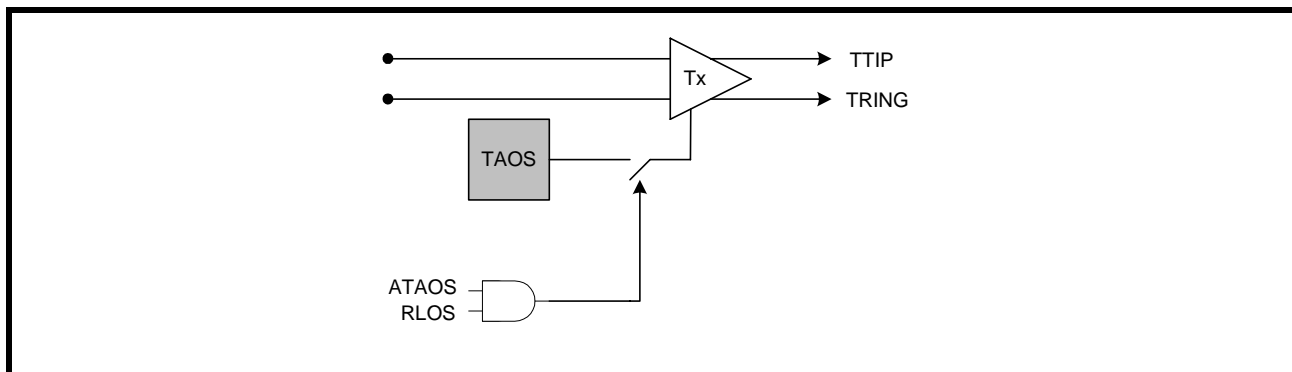 TTIP
Tx
TRING
TAOS
ATAOS
RLOS